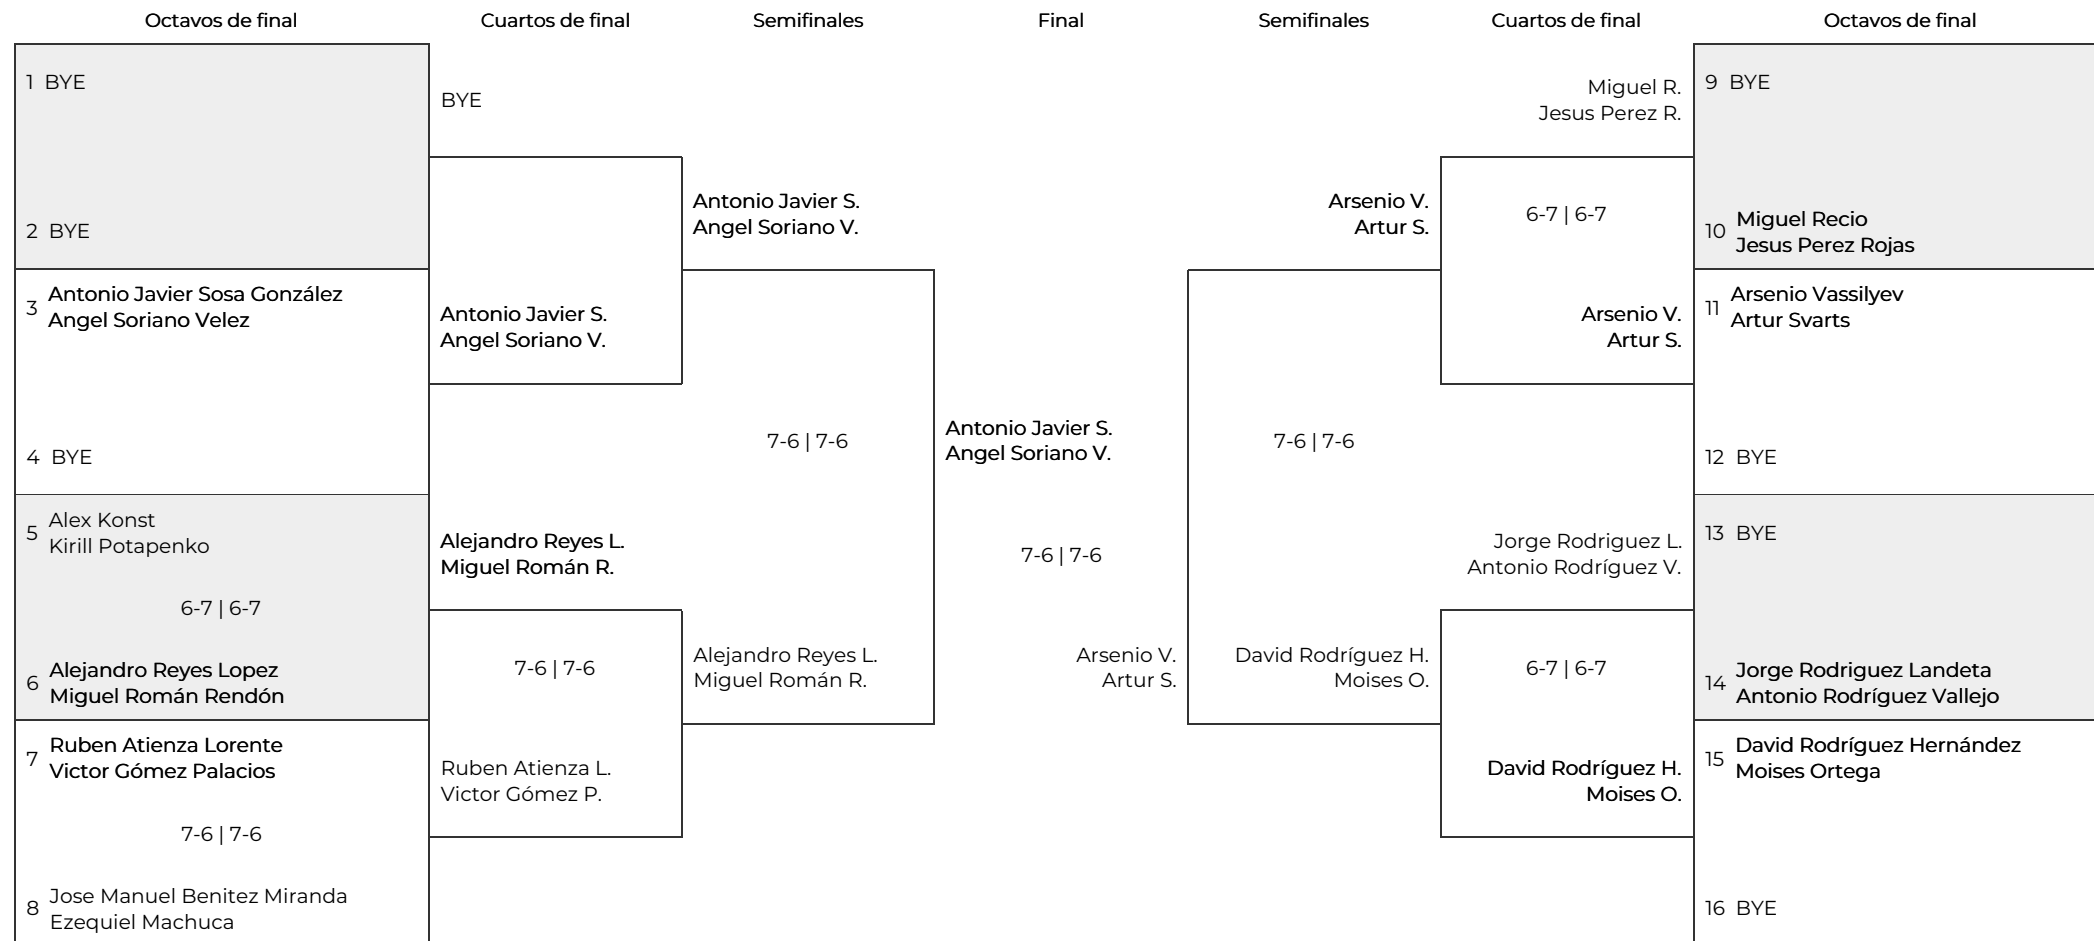 Octavos de final
Cuartos de final
Semifinales
Final
Semifinales
Cuartos de final
Octavos de final
1 BYE
2 BYE
3 Antonio Javier Sosa González
Angel Soriano Velez
4 BYE
5 Alex Konst
Kirill Potapenko
6-7 | 6-7
6 Alejandro Reyes Lopez
Miguel Román Rendón
7 Ruben Atienza Lorente
Victor Gómez Palacios
7-6 | 7-6
8 Jose Manuel Benitez Miranda
Ezequiel Machuca
BYE
Antonio Javier S.
Angel Soriano V.
Alejandro Reyes L.
Miguel Román R.
7-6 | 7-6
Ruben Atienza L.
Victor Gómez P.
Antonio Javier S.
Angel Soriano V.
7-6 | 7-6
Alejandro Reyes L.
Miguel Román R.
Antonio Javier S.
Angel Soriano V.
7-6 | 7-6
Arsenio V.
Artur S.
Arsenio V.
Artur S.
7-6 | 7-6
David Rodríguez H.
Moises O.
Miguel R.
Jesus Perez R.
6-7 | 6-7
Arsenio V.
Artur S.
Jorge Rodriguez L.
Antonio Rodríguez V.
6-7 | 6-7
David Rodríguez H.
Moises O.
9 BYE
10 Miguel Recio
Jesus Perez Rojas
11 Arsenio Vassilyev
Artur Svarts
12 BYE
13 BYE
14 Jorge Rodriguez Landeta
Antonio Rodríguez Vallejo
15 David Rodríguez Hernández
Moises Ortega
16 BYE